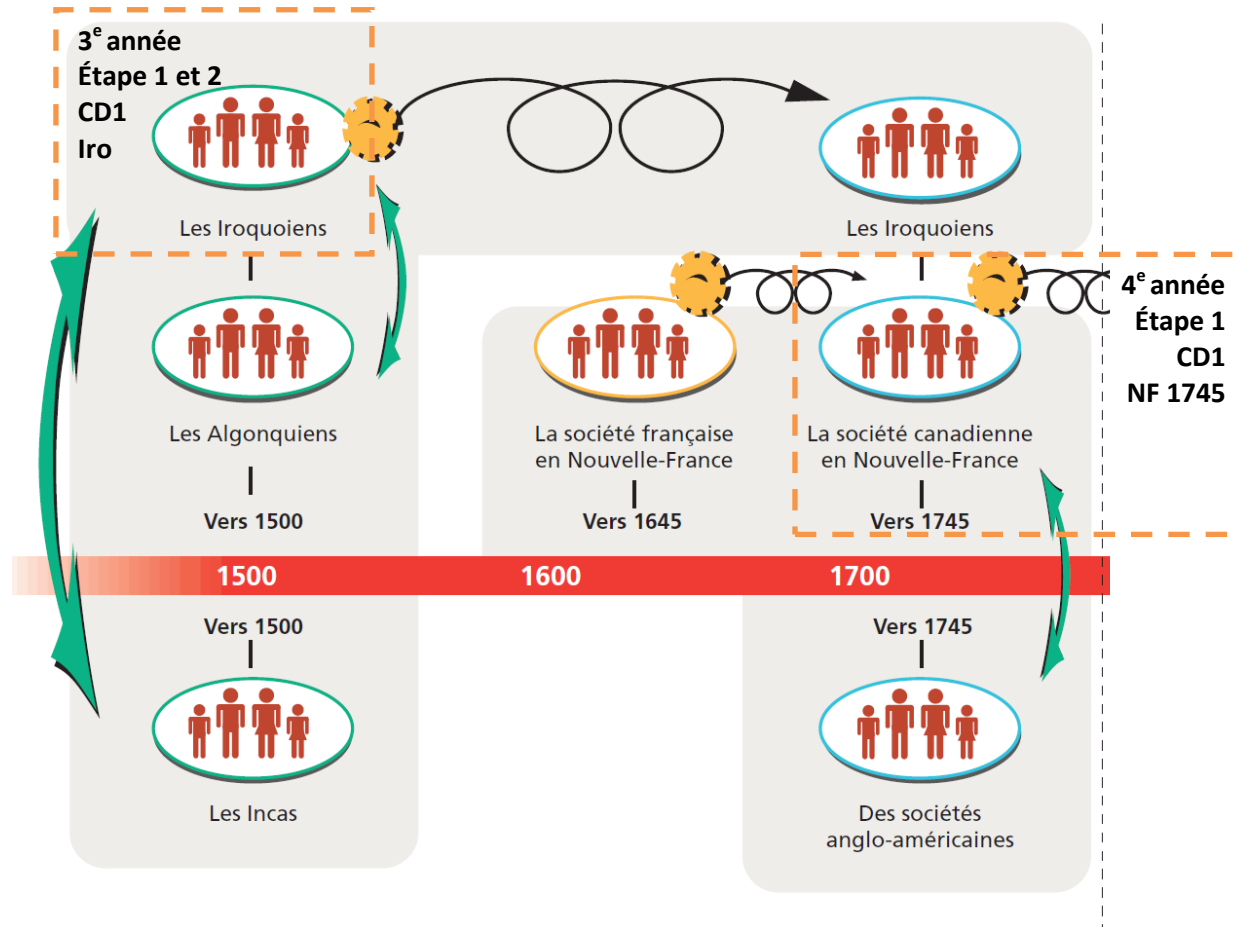 3e année
Étape 1 et 2
CD1
Iro
Les Iroquoiens
Les Iroquoiens
4e année
Étape 1
CD1
NF 1745
Les Algonquiens
La société française
en Nouvelle-France
La société canadienne
en Nouvelle-France
Vers 1500
Vers 1645
Vers 1745
1500
1600
1700
Vers 1500
Vers 1745
Les Incas
Des sociétés
anglo-américaines